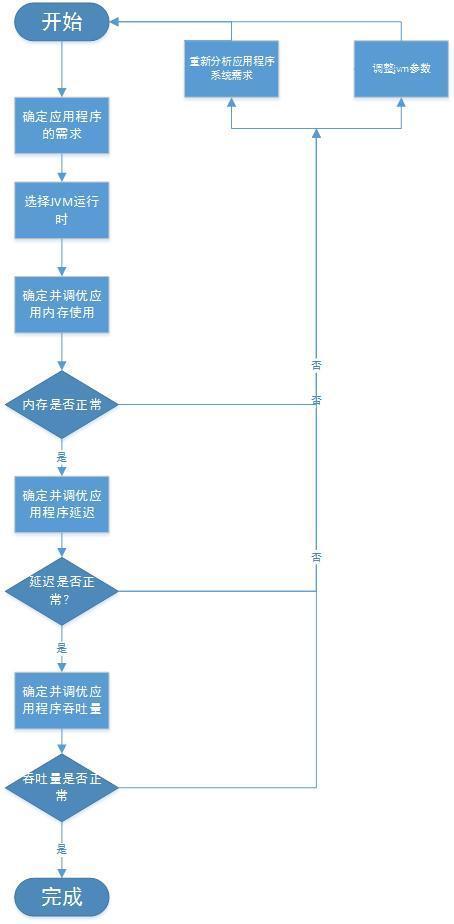 开始
重新分析应用程序
系统需求
调整jvm参数
确定应用程序
的需求
选择JVM运行
时
确定并调优应
用内存使用
否
内存是否正常
否
是
确定并调优应
用程序延迟
否
延迟是否正
常？
是
确定并调优应
用程序吞吐量
吞吐量是否正
常
是
完成